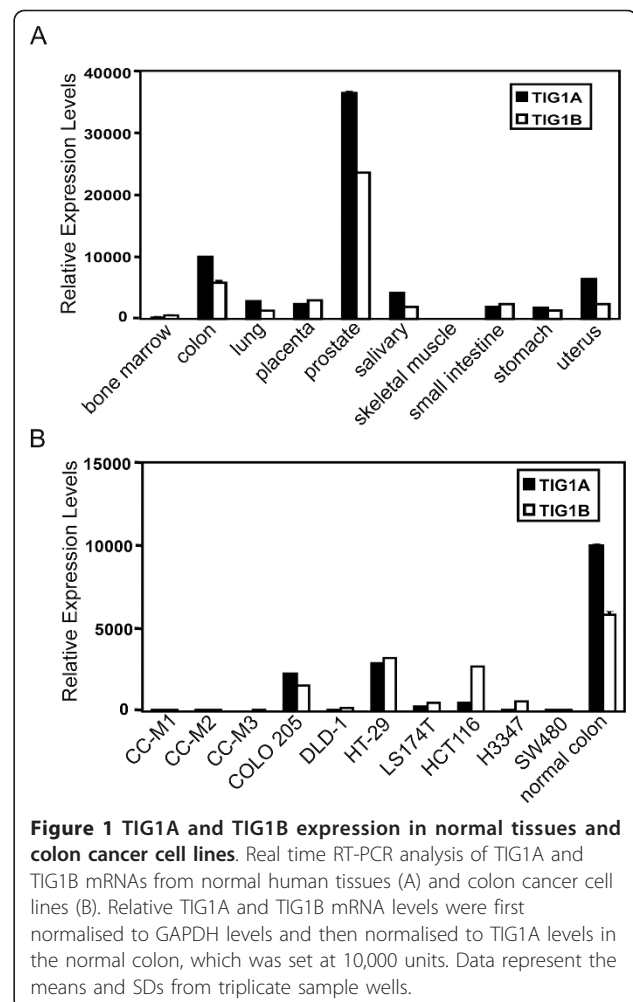 A
Relative Expression Levels
40000
30000
20000
10000
0
TIG1A
TIG1B
bone marrow
colon
lung
placenta
prostate
salivary
skeletal muscle
small intestine
stomach
uterus
B
Relative Expression Levels
15000
10000
5000
0
TIG1A
TIG1B
CC-M1
CC-M2
CC-M3
COLO 205
DLD-1
HT-29
LS174T
HCT116
H3347
SW480
normal colon
Figure 1 TIG1A and TIG1B expression in normal tissues and
colon cancer cell lines. Real time RT-PCR analysis of TIG1A and
TIG1B mRNAs from normal human tissues (A) and colon cancer cell
lines (B). Relative TIG1A and TIG1B mRNA levels were first
normalised to GAPDH levels and then normalised to TIG1A levels in
the normal colon, which was set at 10,000 units. Data represent the
means and SDs from triplicate sample wells.